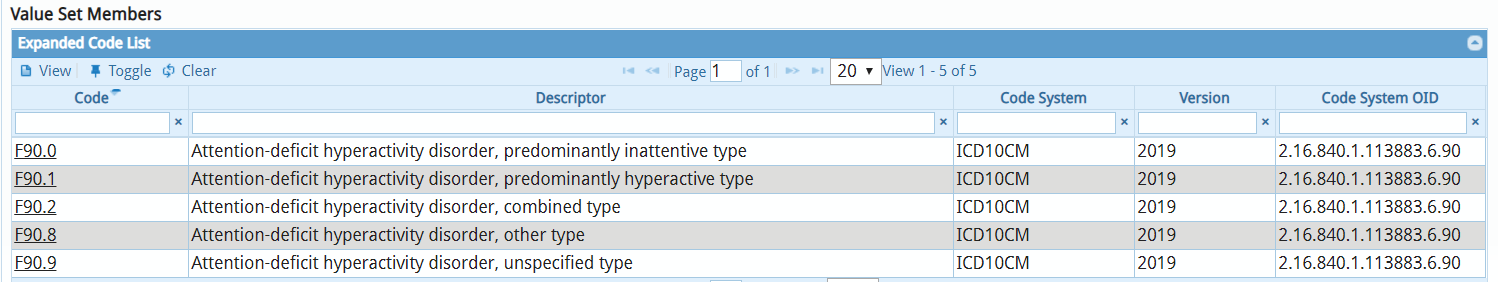 Value Set Members
Expanded Code List
View Toggle Clear Page 1 of 1 20 View 1 - 5 of 5
Code Descriptor Code System Version Code System OID
× × × × ×
F90.0 Attention-deficit hyperactivity disorder, predominantly inattentive type ICD10CM 2019 2.16.840.1.113883.6.90
F90.1 Attention-deficit hyperactivity disorder, predominantly hyperactive type ICD10CM 2019 2.16.840.1.113883.6.90
F90.2 Attention-deficit hyperactivity disorder, combined type ICD10CM 2019 2.16.840.1.113883.6.90
F90.8 Attention-deficit hyperactivity disorder, other type ICD10CM 2019 2.16.840.1.113883.6.90
F90.9 Attention-deficit hyperactivity disorder, unspecified type ICD10CM 2019 2.16.840.1.113883.6.90